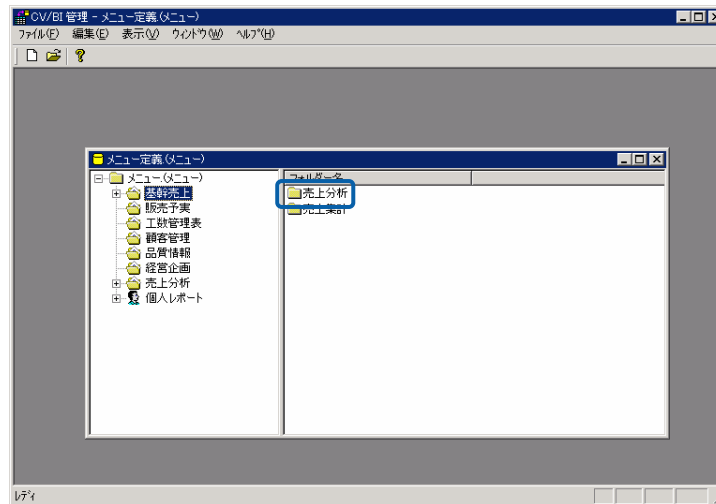 CV/BI 管理 - メニュー定義(メニュー)
ファイル(F) 編集(E) 表示(V) ウィンドウ(W) ヘルプ(H)
メニュー定義.(メニュー)
メニュー.(メニュー)
基幹売上
販売予実
工数管理表
顧客管理
品質情報
経営企画
売上分析
個人レポート
フォルダー名
売上分析
売上集計
レディ